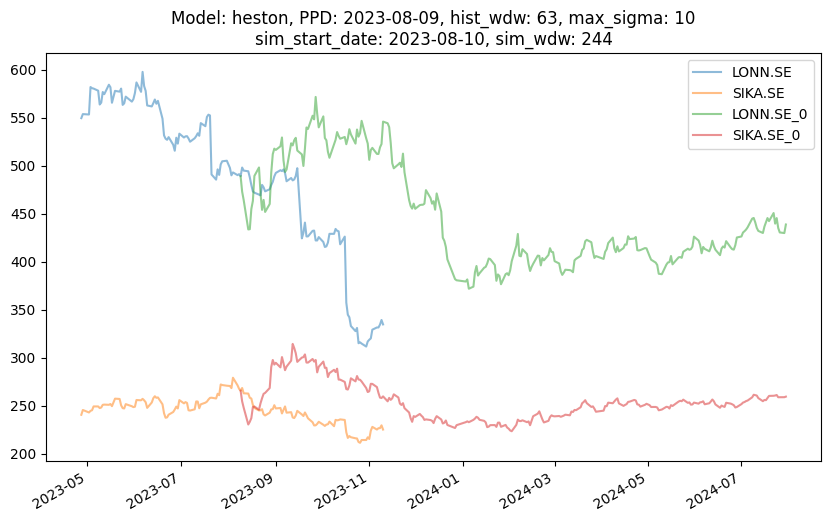 Model: heston, PPD: 2023-08-09, hist_wdw: 63, max_sigma: 10
sim_start_date: 2023-08-10, sim_wdw: 244
LONN.SE
SIKA.SE
LONN.SE_0
SIKA.SE_0
600
550
500
450
400
350
300
250
200
2023-05
2023-07
2023-09
2023-11
2024-01
2024-03
2024-05
2024-07